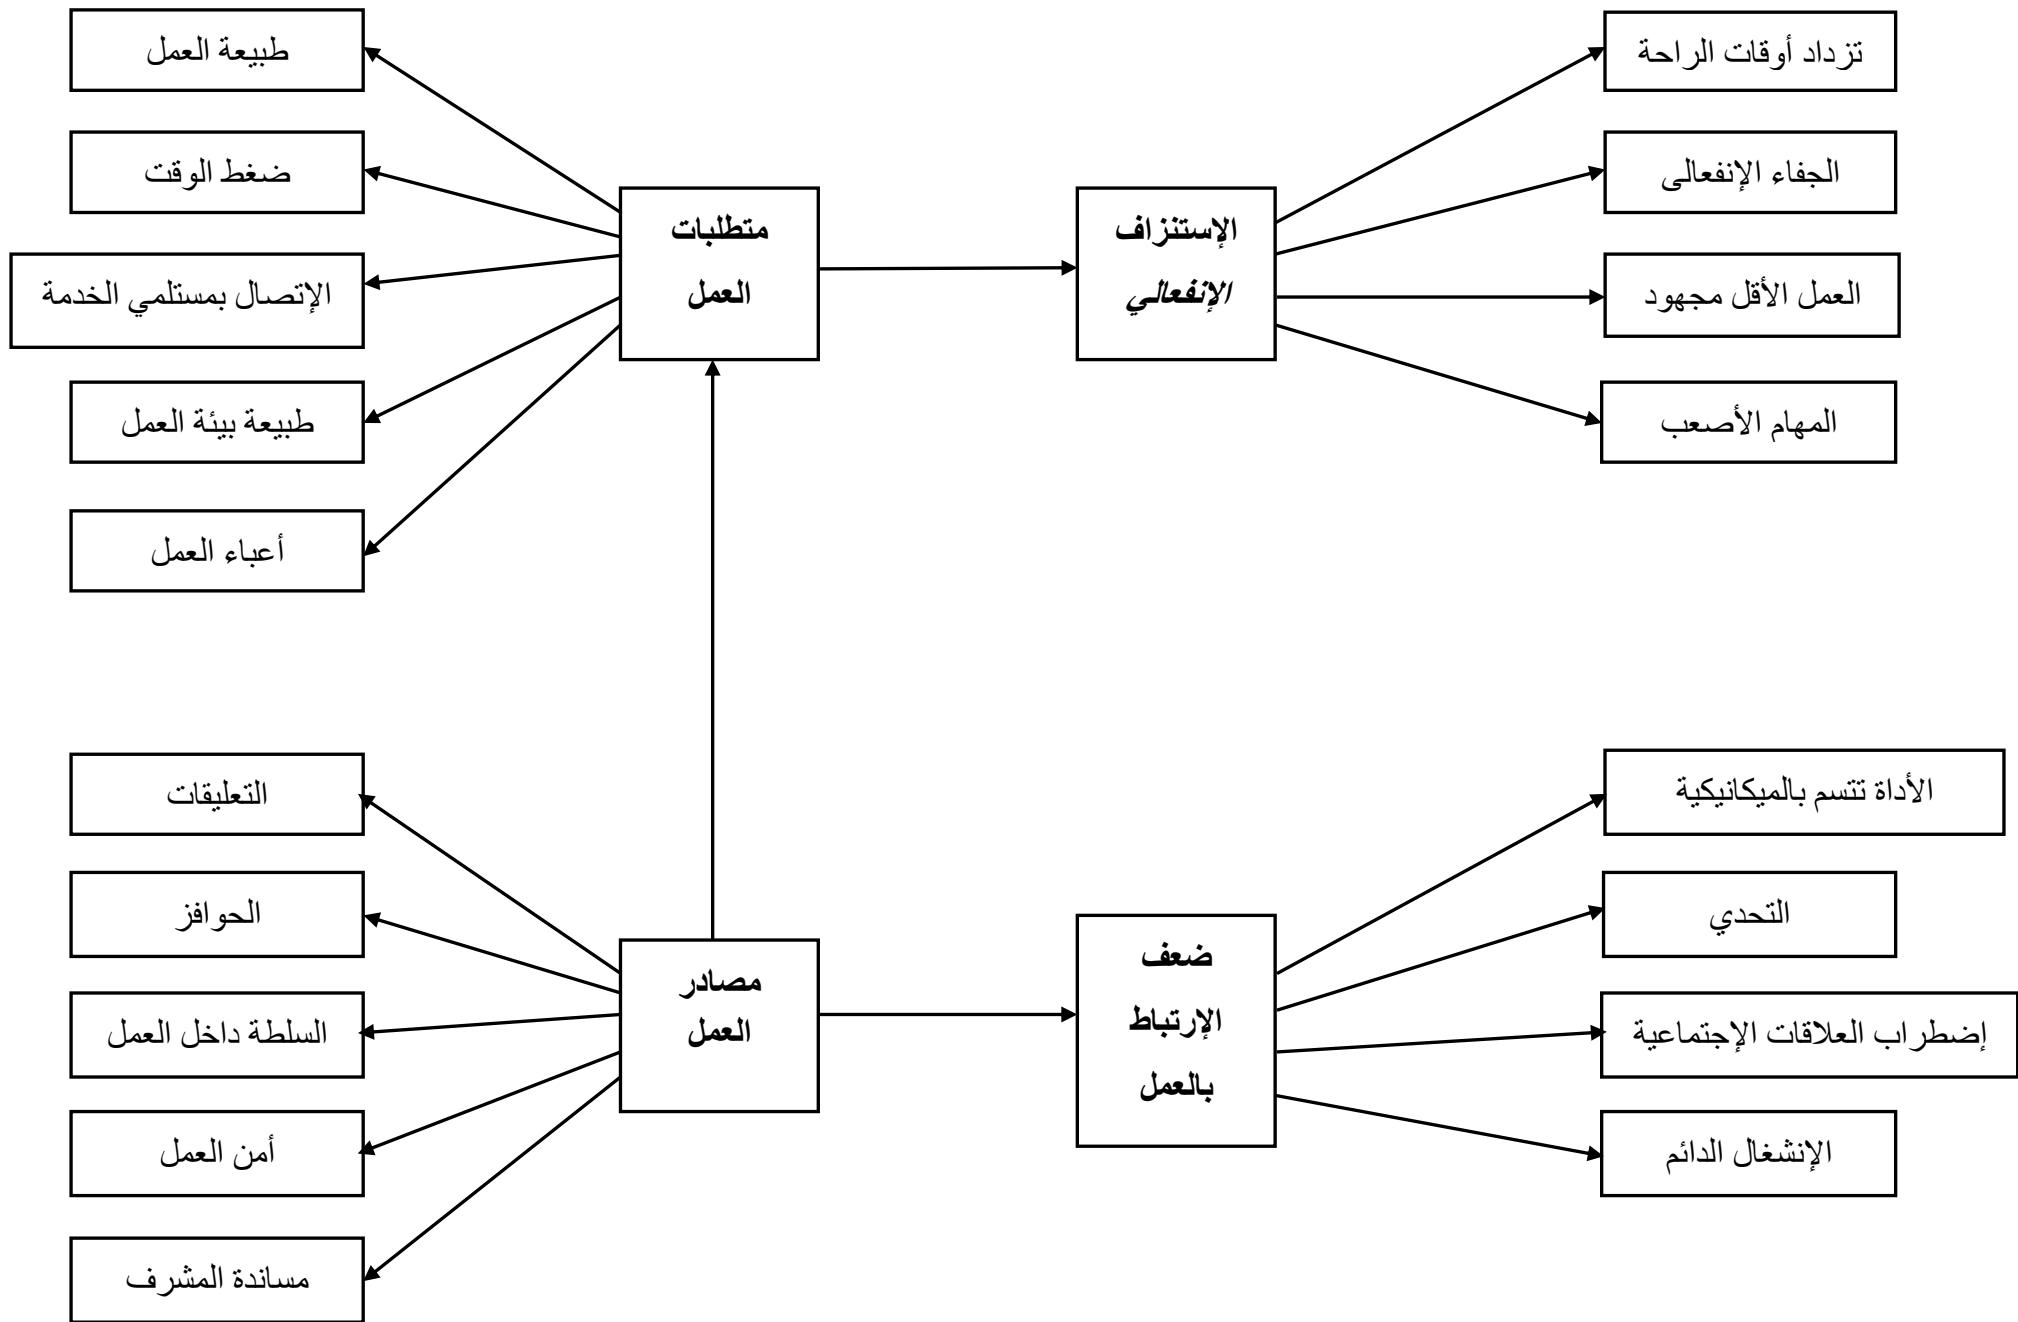 تزداد أوقات الراحة
طبيعة العمل
الجفاء الإنفعالى
ضغط الوقت
الإستنزاف
الإنفعالي
متطلبات
العمل
العمل الأقل مجهود
الإتصال بمستلمي الخدمة
المهام الأصعب
طبيعة بيئة العمل
أعباء العمل
الأداة تتسم بالميكانيكية
التعليقات
التحدي
الحوافز
ضعف
الإرتباط
بالعمل
مصادر
العمل
إضطراب العلاقات الإجتماعية
السلطة داخل العمل
الإنشغال الدائم
أمن العمل
مساندة المشرف